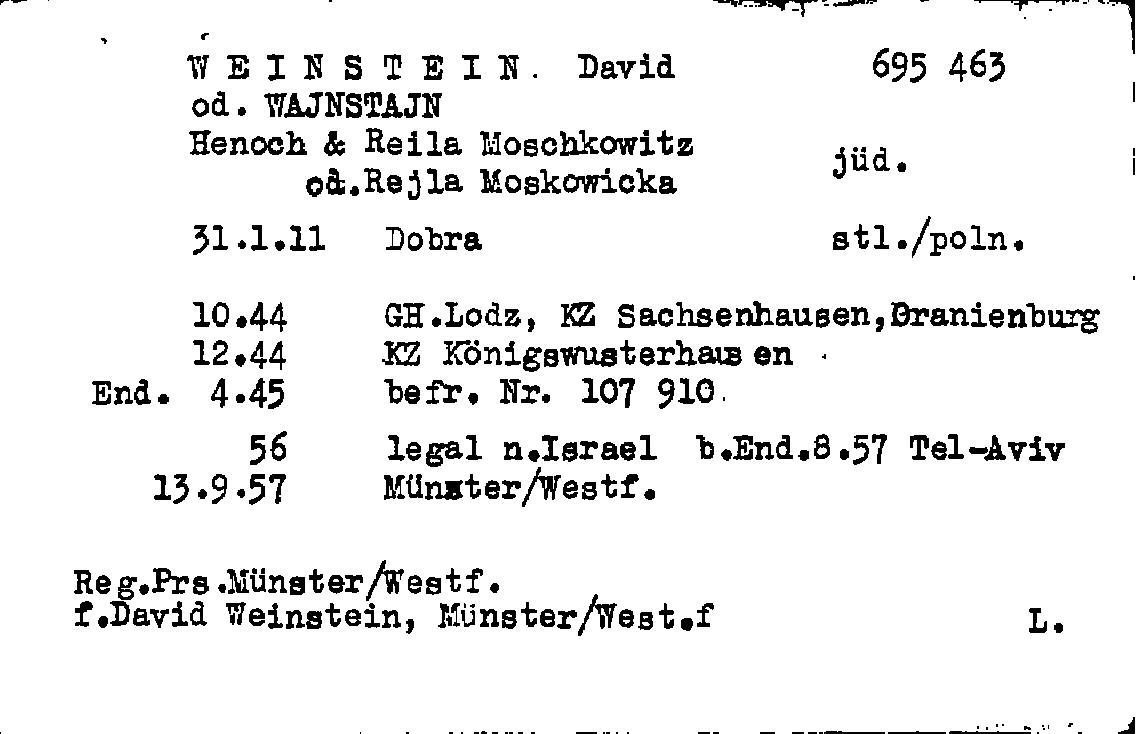 WEINSTEIN. David 695 463
od. WAJNSTAJN
Henoch & Reila Moschkowitz
jüd.
od.Rejla Moskowicka
31.1.11 Dobra stl./poln.
10.44 GH.Lodz, KZ Sachsenhausen,Oranienburg
12.44 KZ Königswusterhausen
End. 4.45 befr. Nr. 107 910.
56 legal n.Israel b.End.8.57 Tel-Aviv
13.9.57 Münster/Westf.
Reg.Prs.Münster/Westf.
f.David Weinstein, Münster/West.f L.